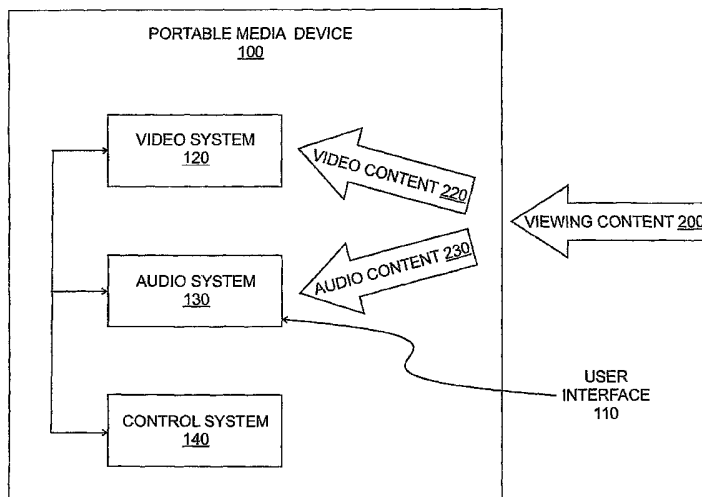 PORTABLE MEDIA DEVICE
100
VIDEO SYSTEM
120
VIDEO CONTENT 220
VIEWING CONTENT 200
AUDIO SYSTEM
130
AUDIO CONTENT 230
USER
INTERFACE
110
CONTROL SYSTEM
140